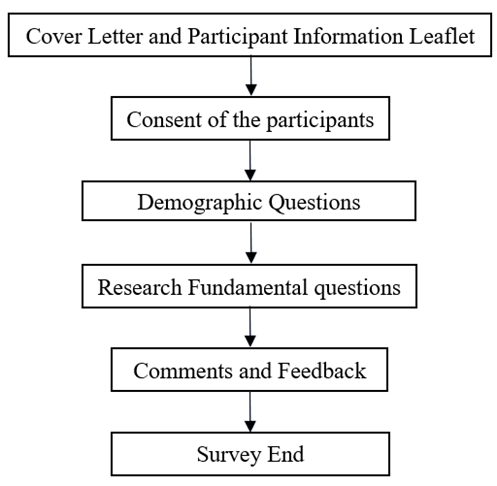 Cover Letter and Participant Information Leaflet
Consent of the participants
Demographic Questions
Research Fundamental questions
Comments and Feedback
Survey End